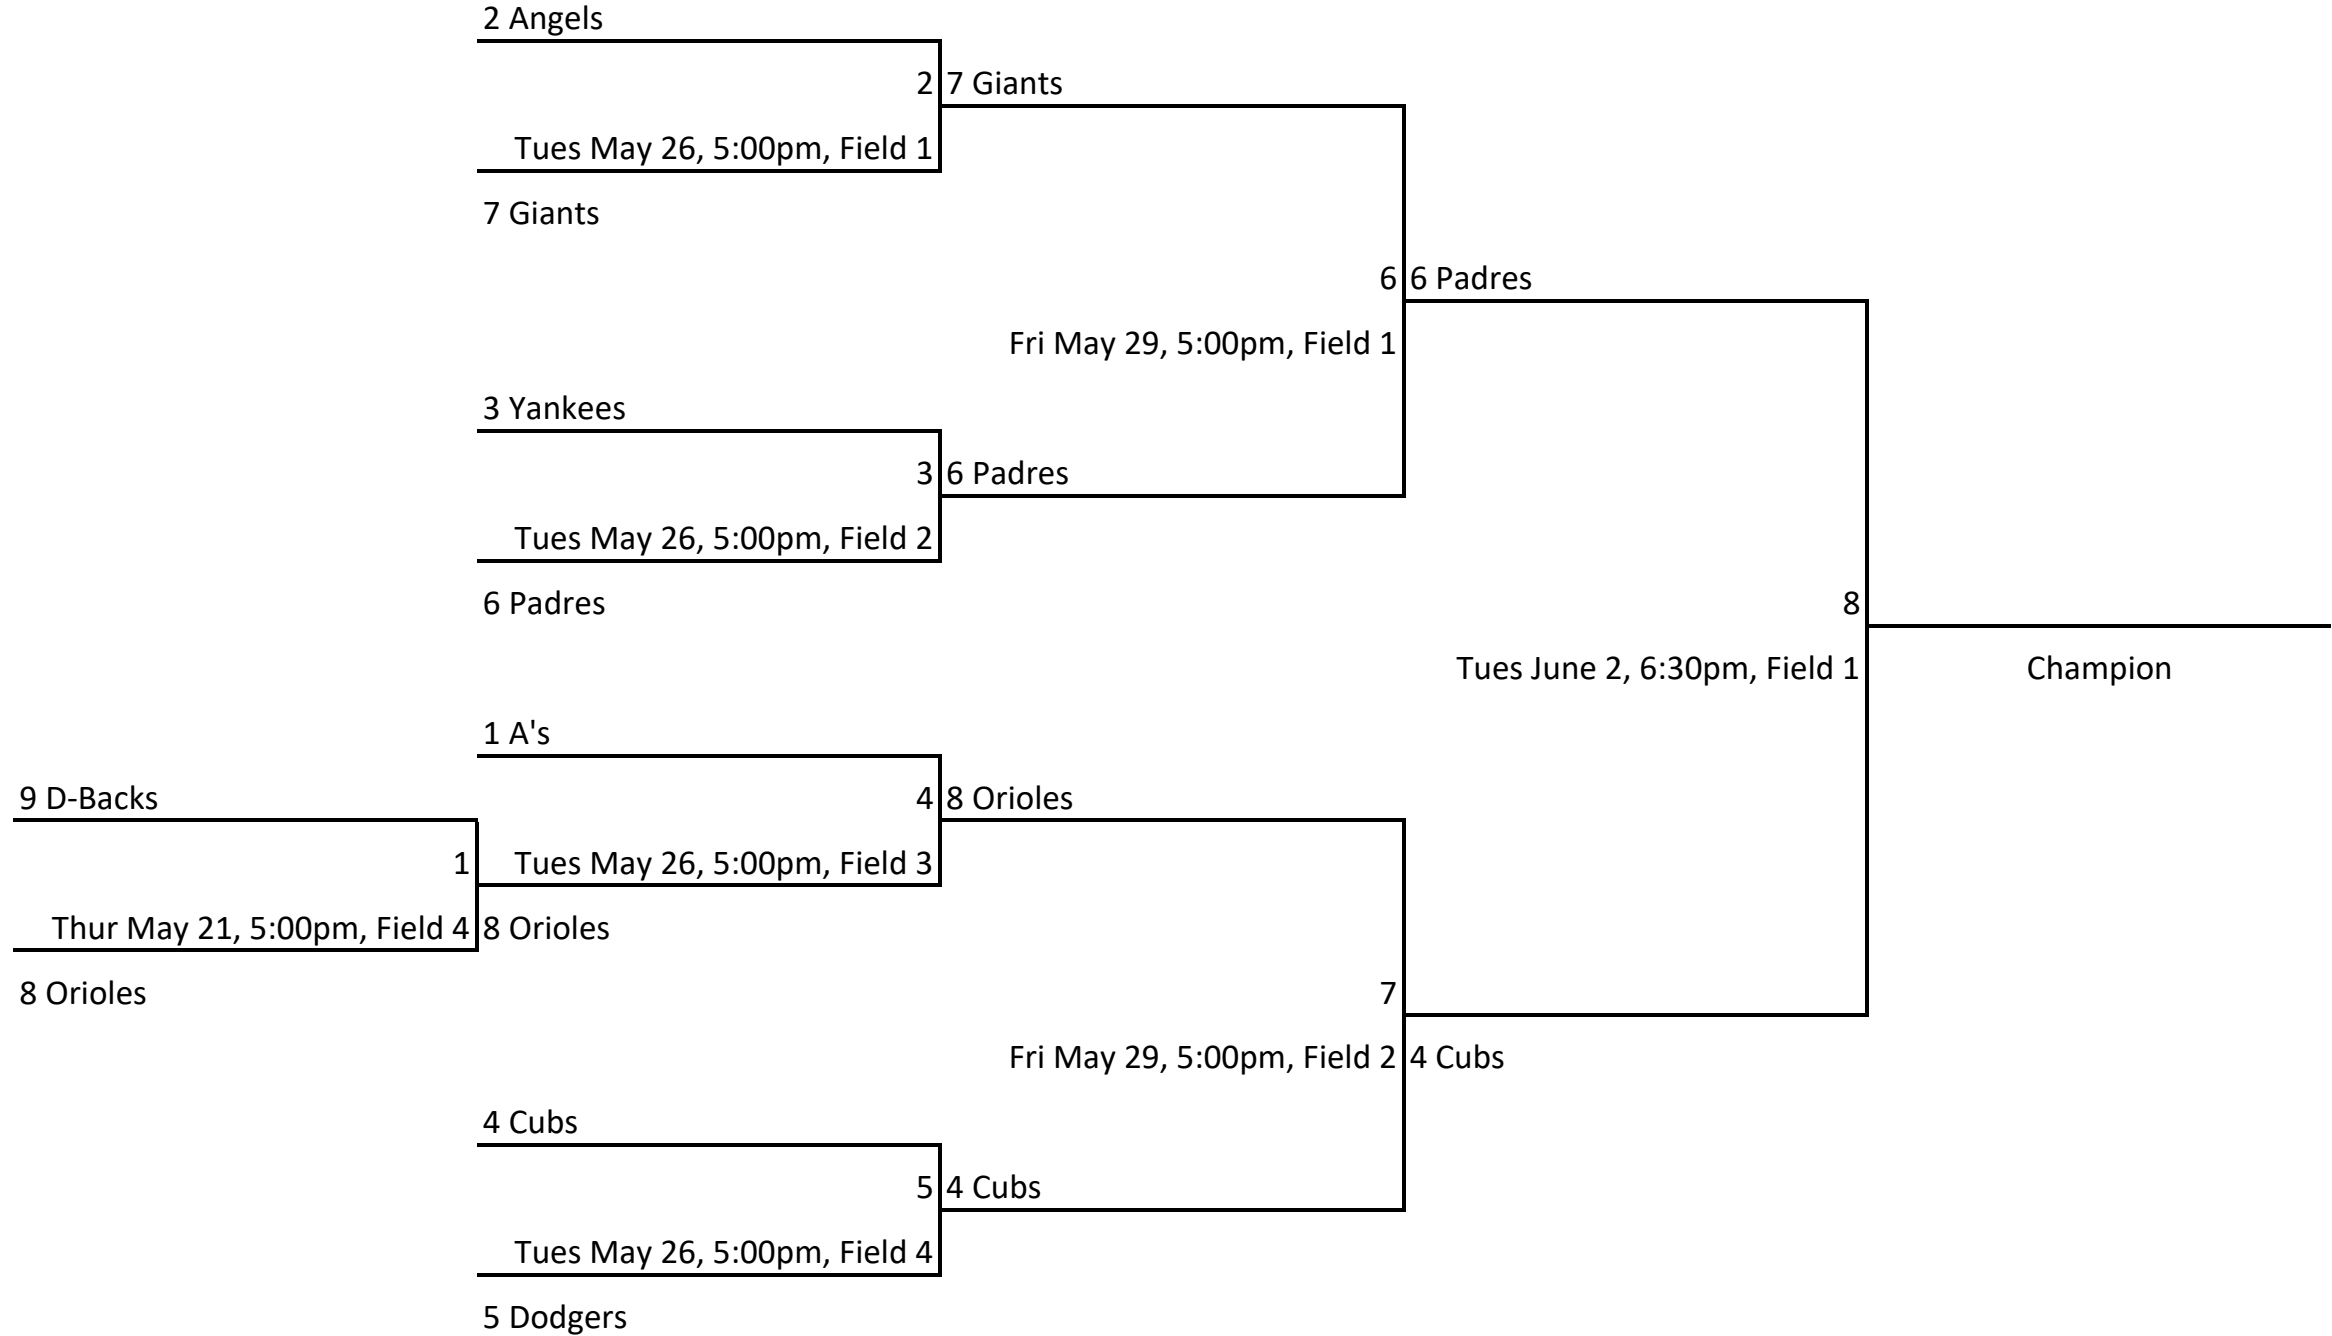 2 Angels
2 7 Giants
Tues May 26, 5:00pm, Field 1
7 Giants
6 6 Padres
Fri May 29, 5:00pm, Field 1
3 Yankees
3 6 Padres
Tues May 26, 5:00pm, Field 2
6 Padres
8
Tues June 2, 6:30pm, Field 1
Champion
1 A's
9 D-Backs
4 8 Orioles
1
Tues May 26, 5:00pm, Field 3
Thur May 21, 5:00pm, Field 4
8 Orioles
8 Orioles
7
Fri May 29, 5:00pm, Field 2
4 Cubs
4 Cubs
5 4 Cubs
Tues May 26, 5:00pm, Field 4
5 Dodgers